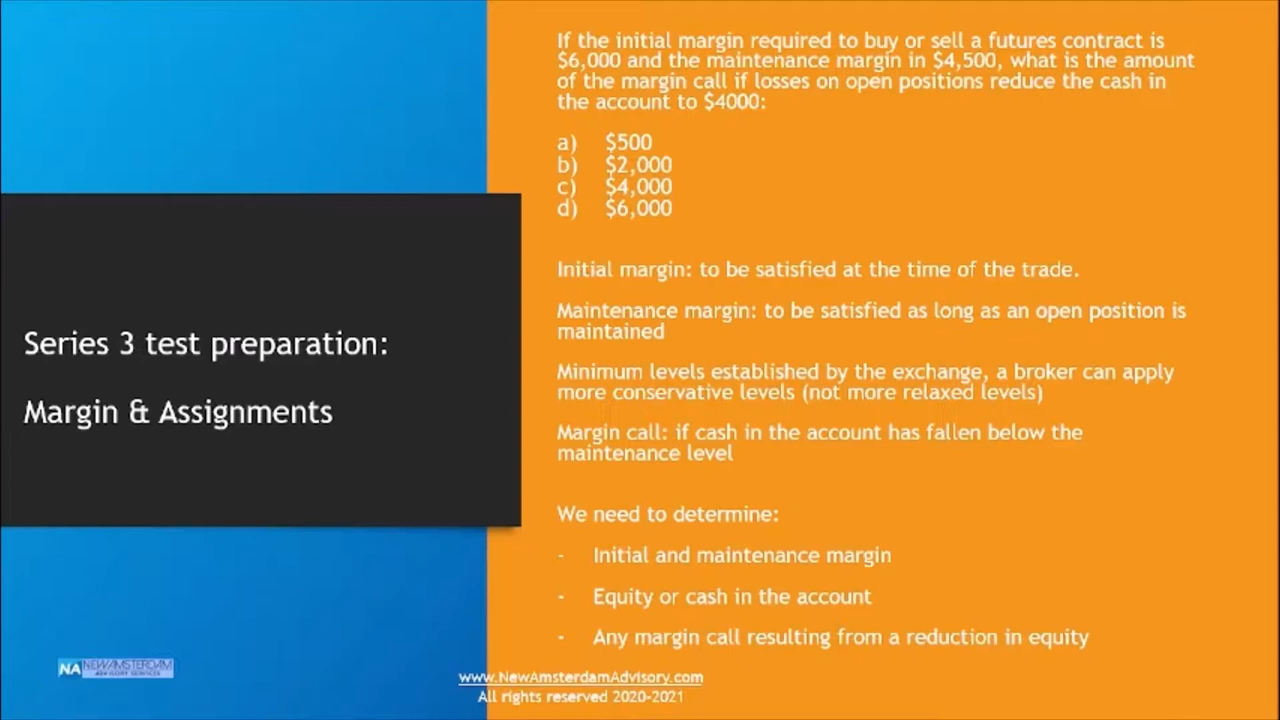 If the initial margin required to buy or sell a futures contract is
$6,000 and the maintenance margin in $4,500, what is the amount
of the margin call if losses on open positions reduce the cash in
the account to $4000:
a) $500
b) $2,000
c) $4,000
d) $6,000
Initial margin: to be satisfied at the time of the trade.
Maintenance margin: to be satisfied as long as an open position is
maintained
Minimum levels established by the exchange, a broker can apply
more conservative levels (not more relaxed levels)
Margin call: if cash in the account has fallen below the
maintenance level
We need to determine:
- Initial and maintenance margin
- Equity or cash in the account
- Any margin call resulting from a reduction in equity
Series 3 test preparation:
Margin & Assignments
NA NEWAMSTERDAM
ADVISORY SERVICES
www.NewAmsterdamAdvisory.com
All rights reserved 2020-2021